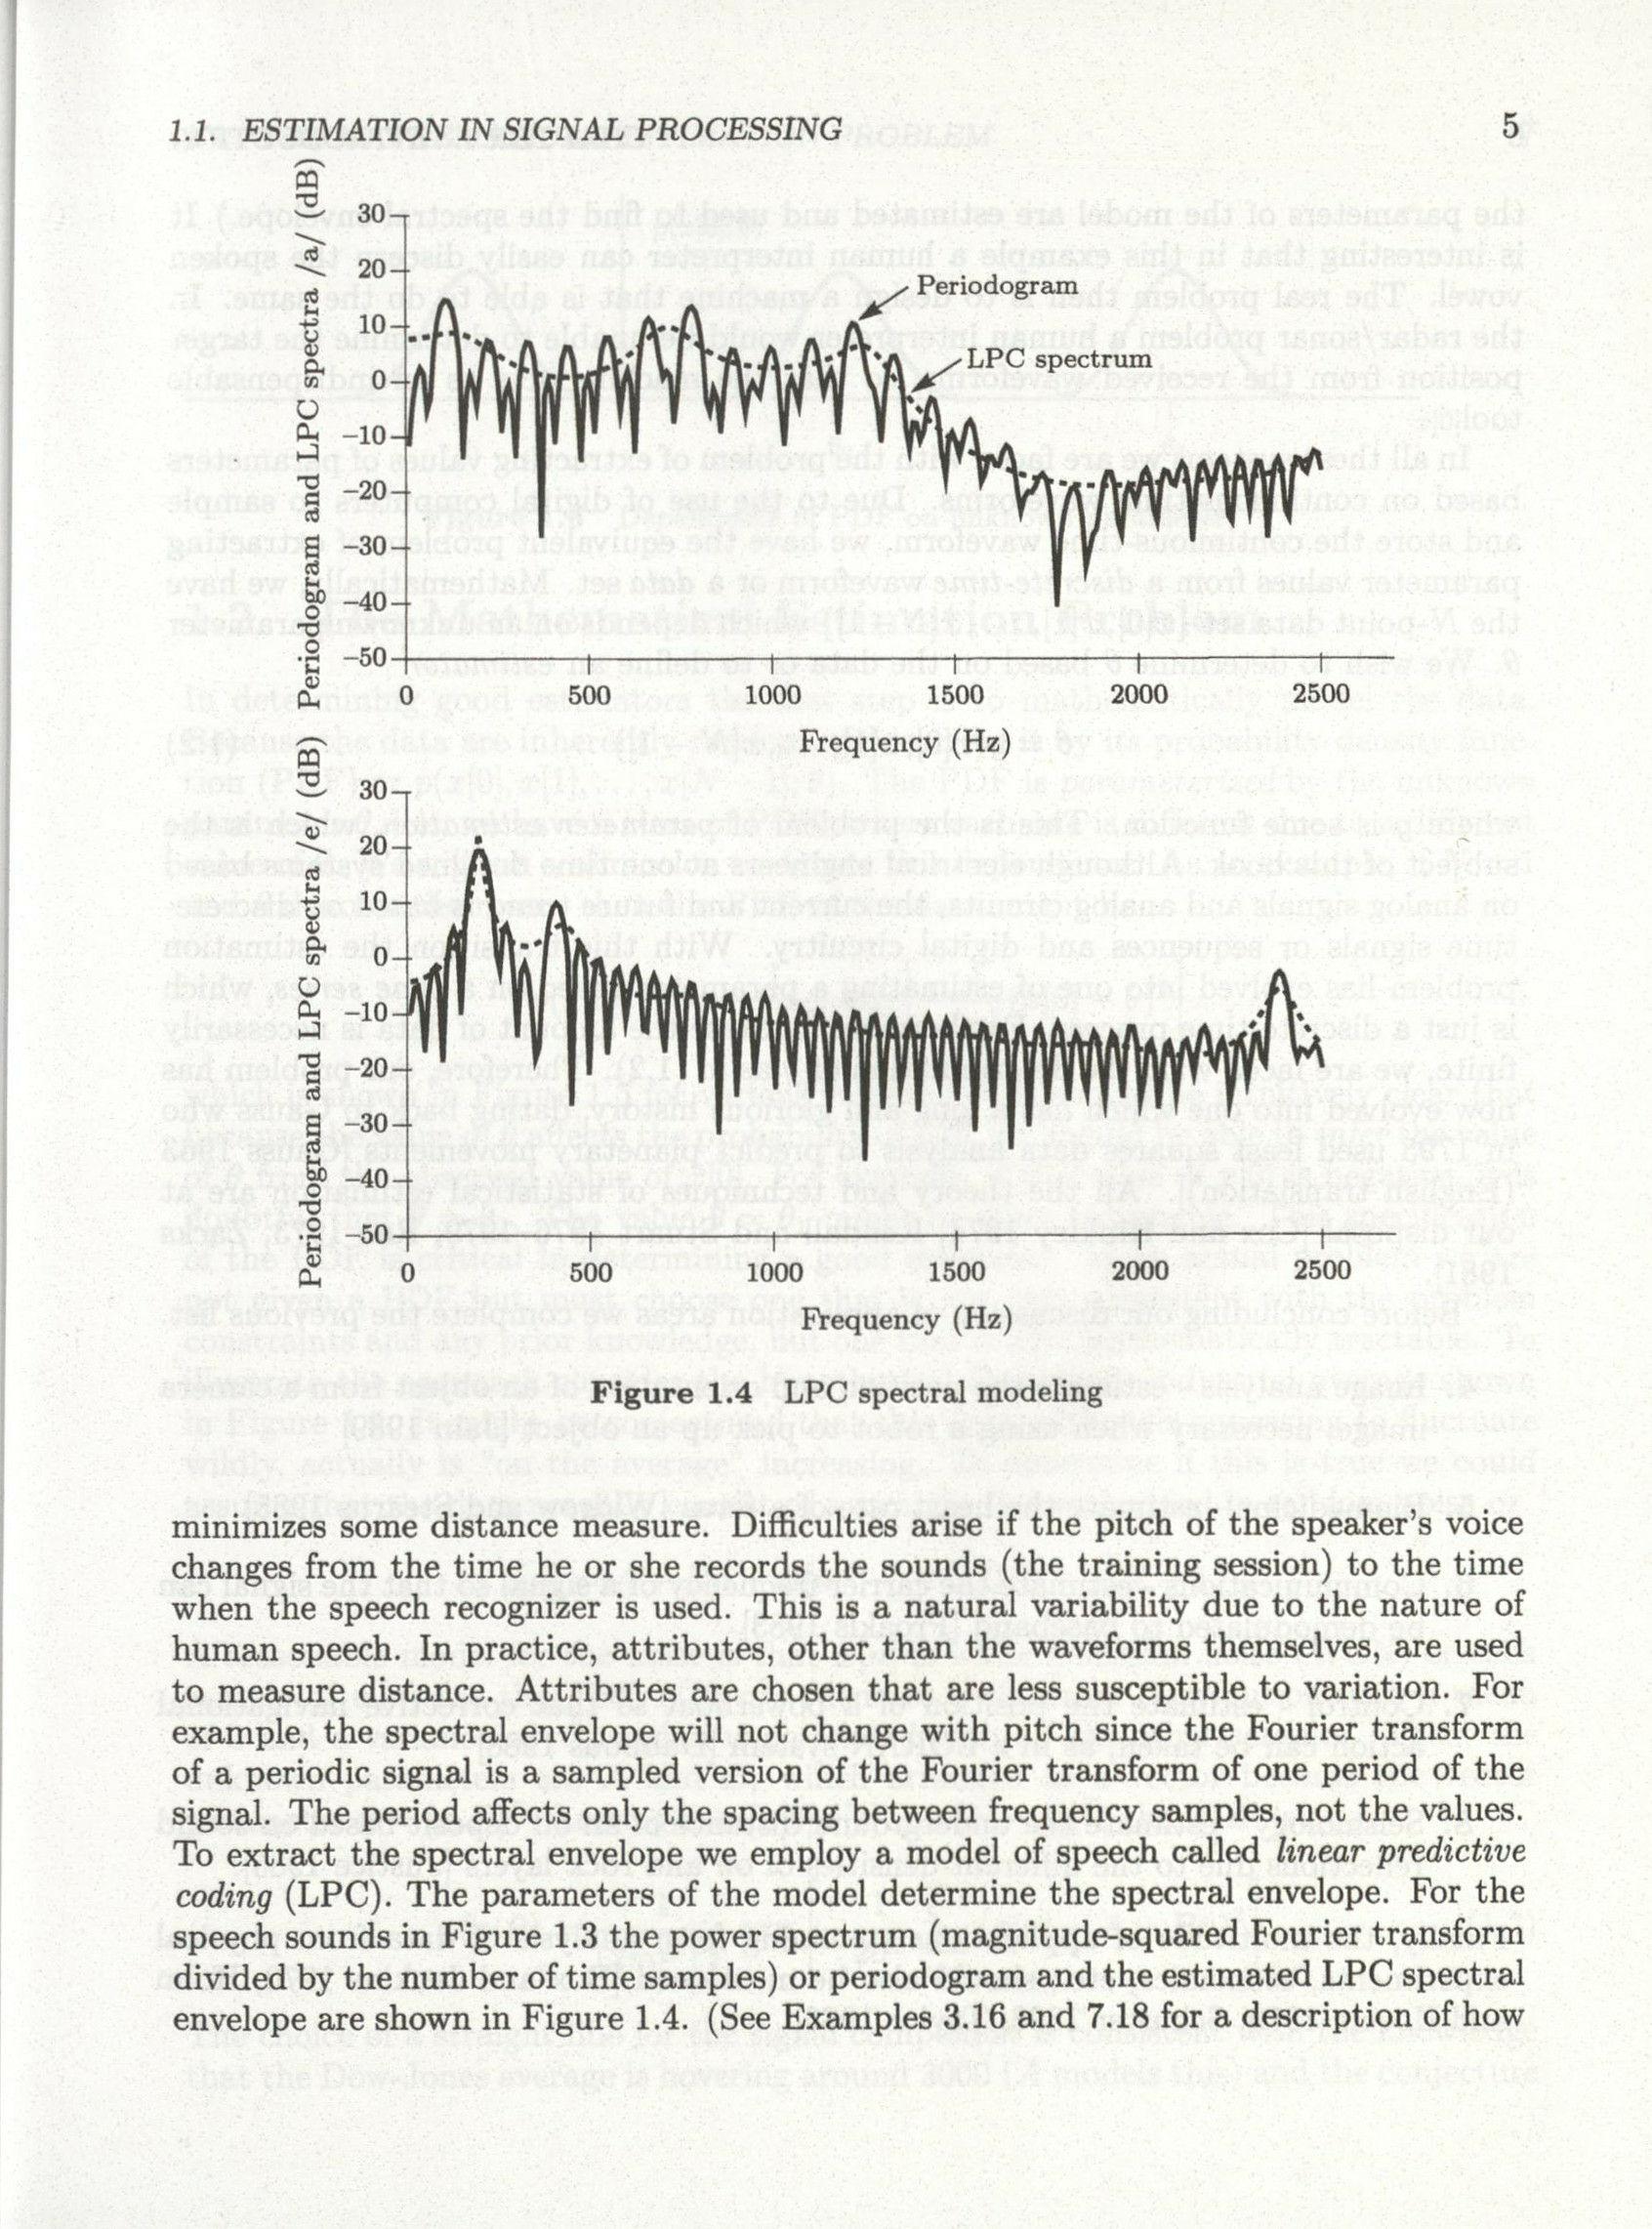 1.1. ESTIMATION IN SIGNAL PROCESSING 5
Periodogram and LPC spectra /a/ (dB)
30
20
10
0
−10
−20
−30
−40
−50
Periodogram
LPC spectrum
0 500 1000 1500 2000 2500
Frequency (Hz)
Periodogram and LPC spectra /e/ (dB)
30
20
10
0
−10
−20
−30
−40
−50
0 500 1000 1500 2000 2500
Frequency (Hz)
Figure 1.4 LPC spectral modeling
minimizes some distance measure. Difficulties arise if the pitch of the speaker's voice
changes from the time he or she records the sounds (the training session) to the time
when the speech recognizer is used. This is a natural variability due to the nature of
human speech. In practice, attributes, other than the waveforms themselves, are used
to measure distance. Attributes are chosen that are less susceptible to variation. For
example, the spectral envelope will not change with pitch since the Fourier transform
of a periodic signal is a sampled version of the Fourier transform of one period of the
signal. The period affects only the spacing between frequency samples, not the values.
To extract the spectral envelope we employ a model of speech called linear predictive
coding (LPC). The parameters of the model determine the spectral envelope. For the
speech sounds in Figure 1.3 the power spectrum (magnitude-squared Fourier transform
divided by the number of time samples) or periodogram and the estimated LPC spectral
envelope are shown in Figure 1.4. (See Examples 3.16 and 7.18 for a description of how